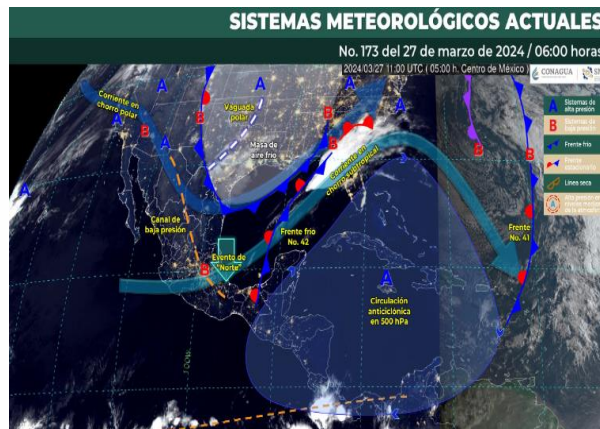 SISTEMAS METEOROLÓGICOS ACTUALES
No. 173 del 27 de marzo de 2024 / 06:00 horas
2024/03/27 11:00 UTC ( 05:00 h. Centro de México )
CONAGUA
A
Sistemas de
alta presión
B
Sistemas de
baja presión
Frente frío
Frente
estacionario
Línea seca
A
Corriente en
chorro polar
Vaguada
polar
Masa de
aire frío
Corriente en
chorro subtropical
Canal de
baja presión
Evento de
"Norte"
Frente frío
No. 42
Frente
No. 41
A
Circulación
anticiclónica
en 500 hPa
A
A
A
A
A
A
A
A
B
B
B
B
B
B
B